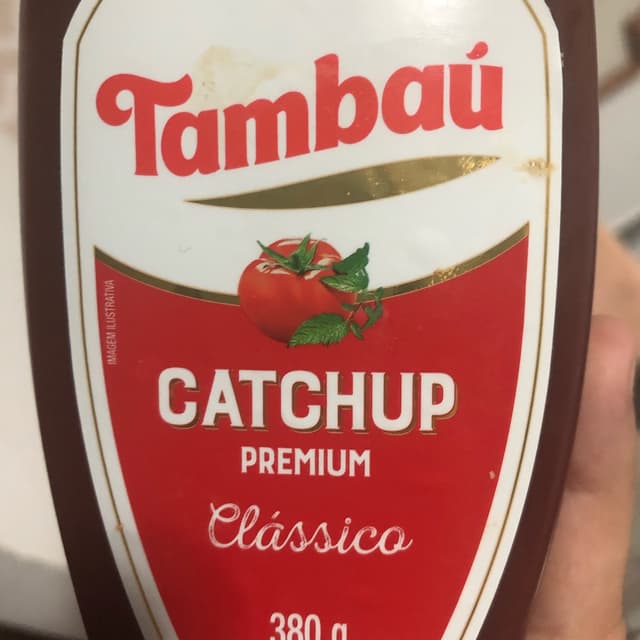 Tambaú
IMAGEM ILUSTRATIVA
CATCHUP
PREMIUM
Clássico
380 g